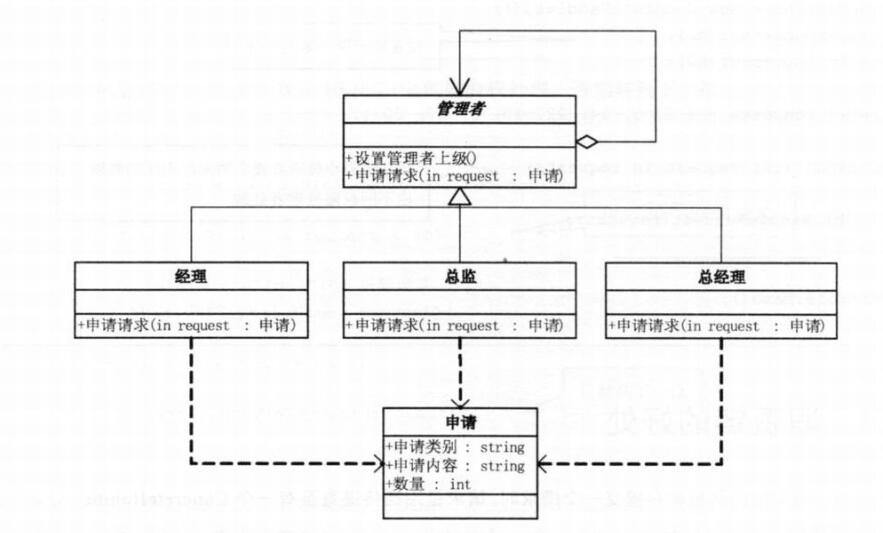 管理者
+设置管理者上级()
+申请请求(in request : 申请)
经理
+申请请求(in request : 申请)
总监
+申请请求(in request : 申请)
总经理
+申请请求(in request : 申请)
申请
+申请类别 : string
+申请内容 : string
+数量 : int